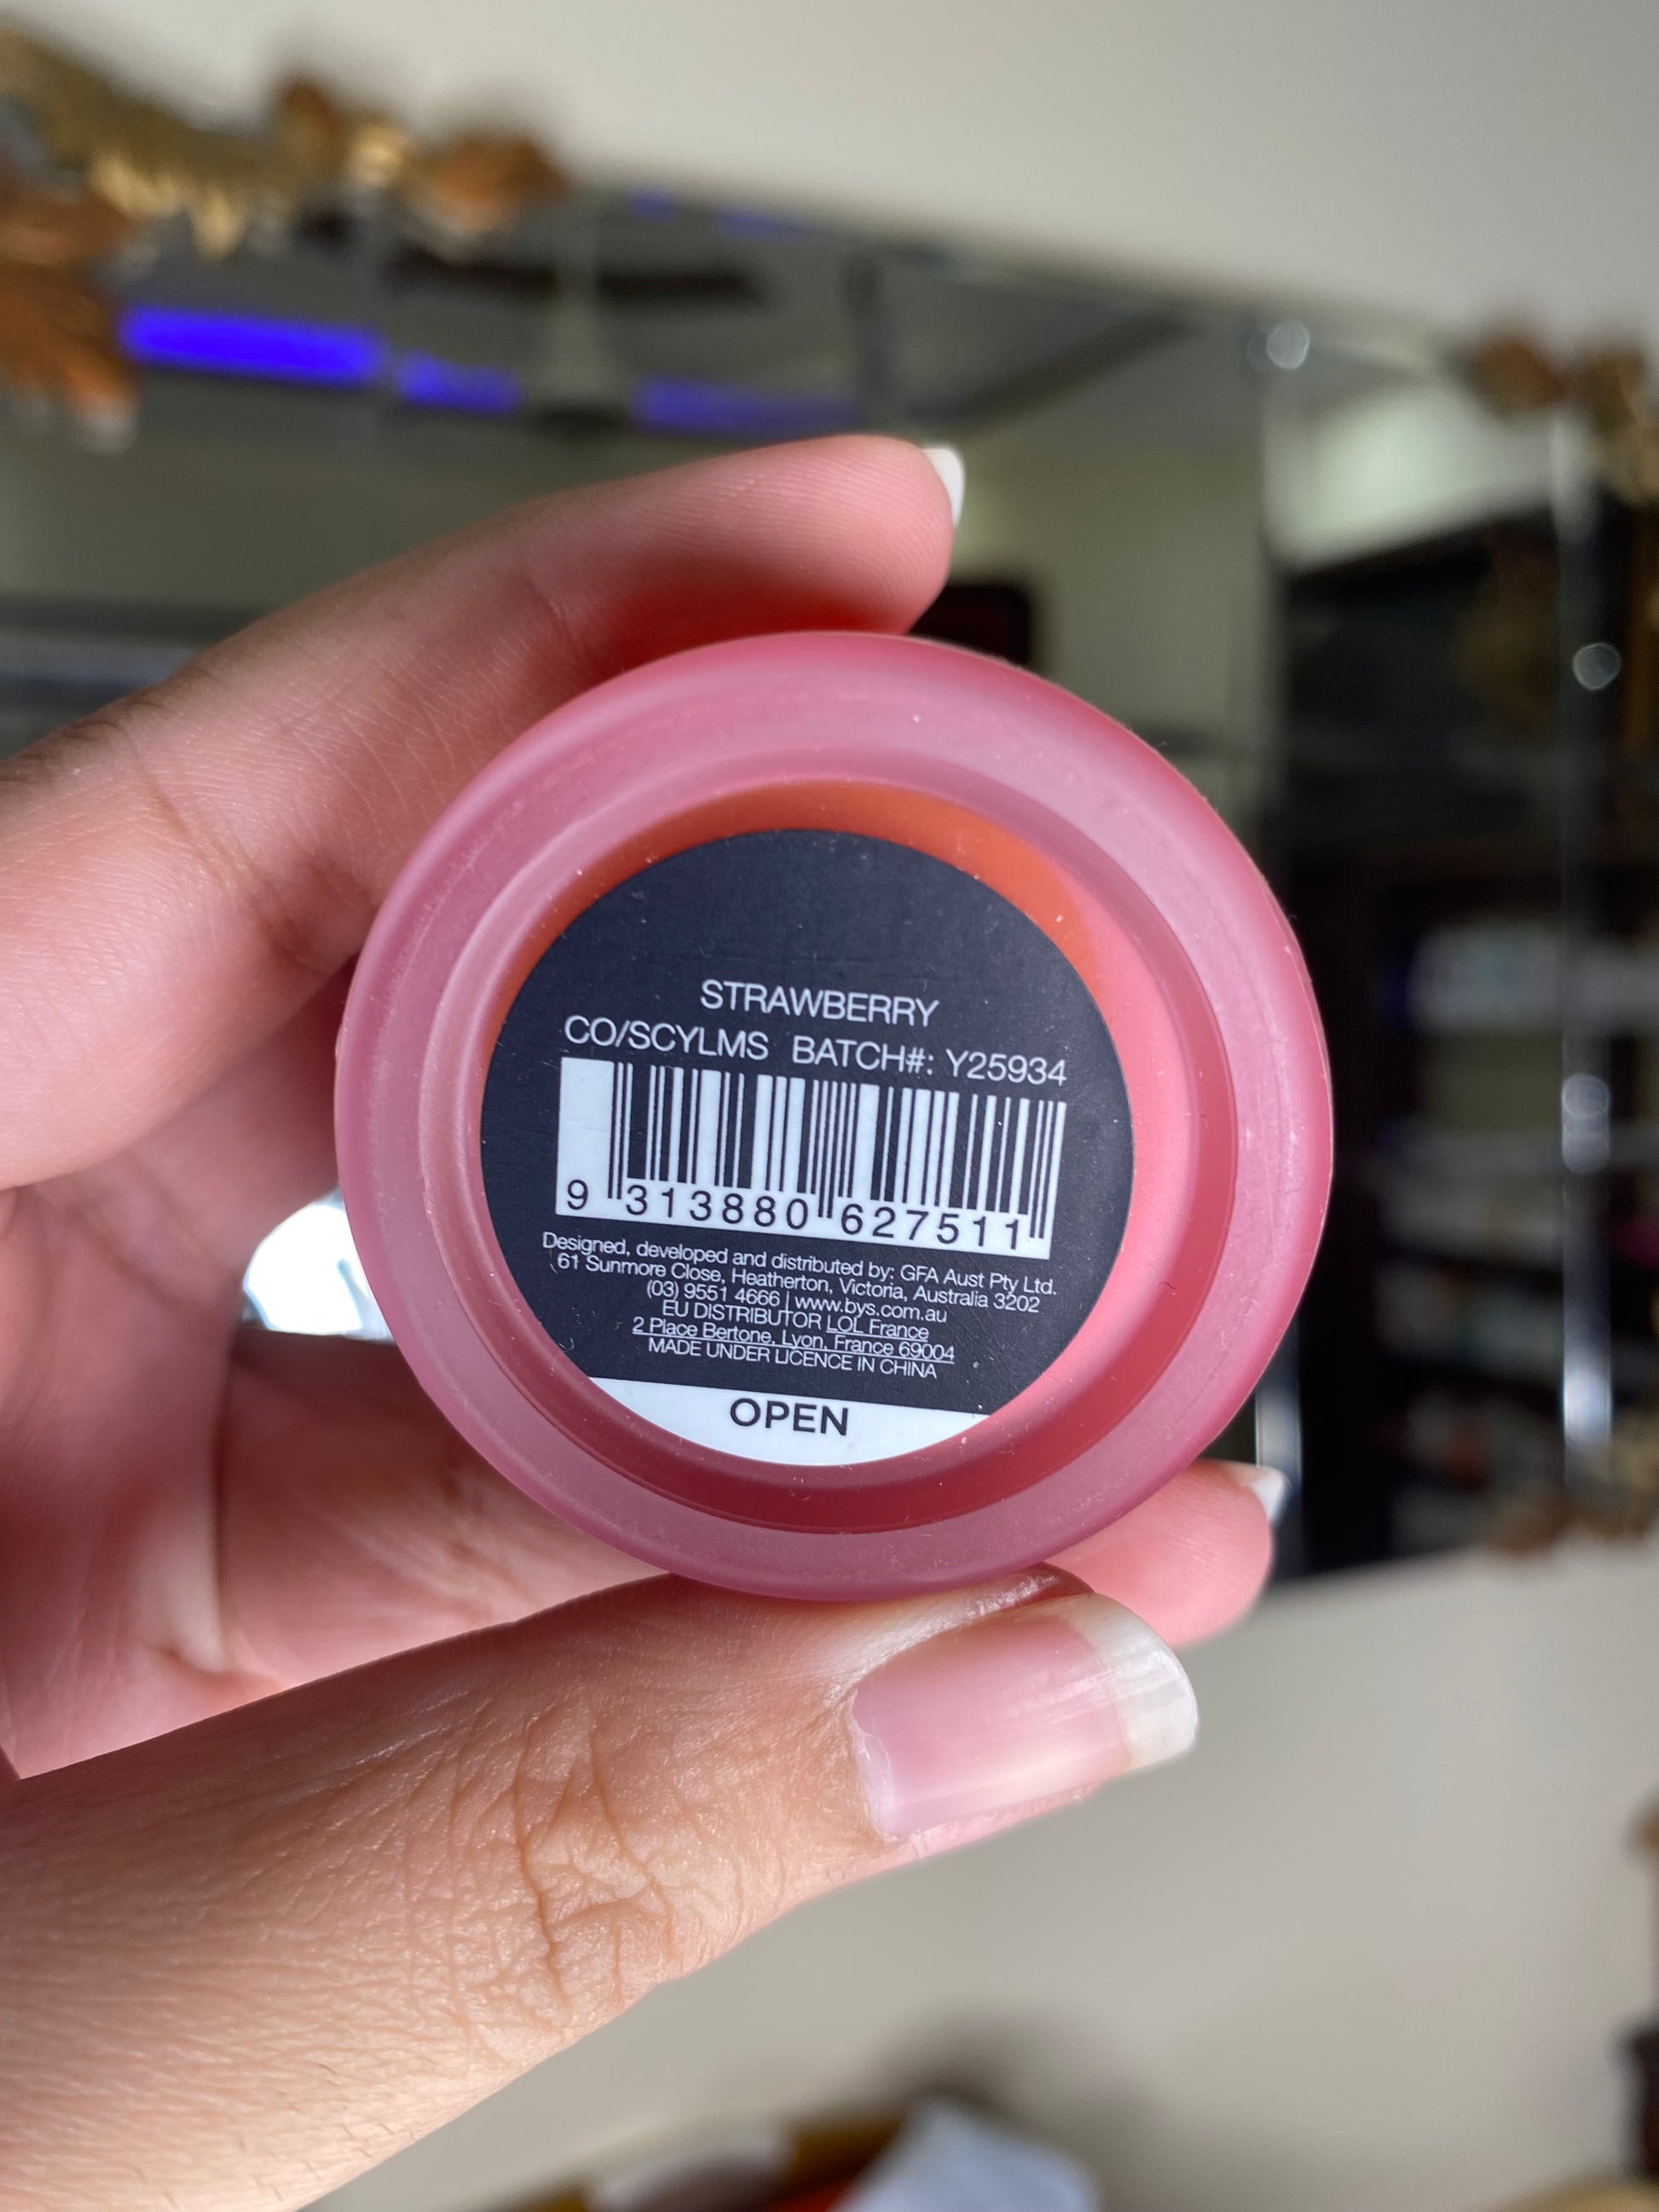 STRAWBERRY
CO/SCYLMS BATCH#: Y25934
9 313880 627511
Designed, developed and distributed by: GFA Aust Pty Ltd.
61 Sunmore Close, Heatherton, Victoria, Australia 3202
(03) 9551 4666 | www.bys.com.au
EU DISTRIBUTOR LOL France
2 Place Bertone, Lyon, France 69004
MADE UNDER LICENCE IN CHINA
OPEN